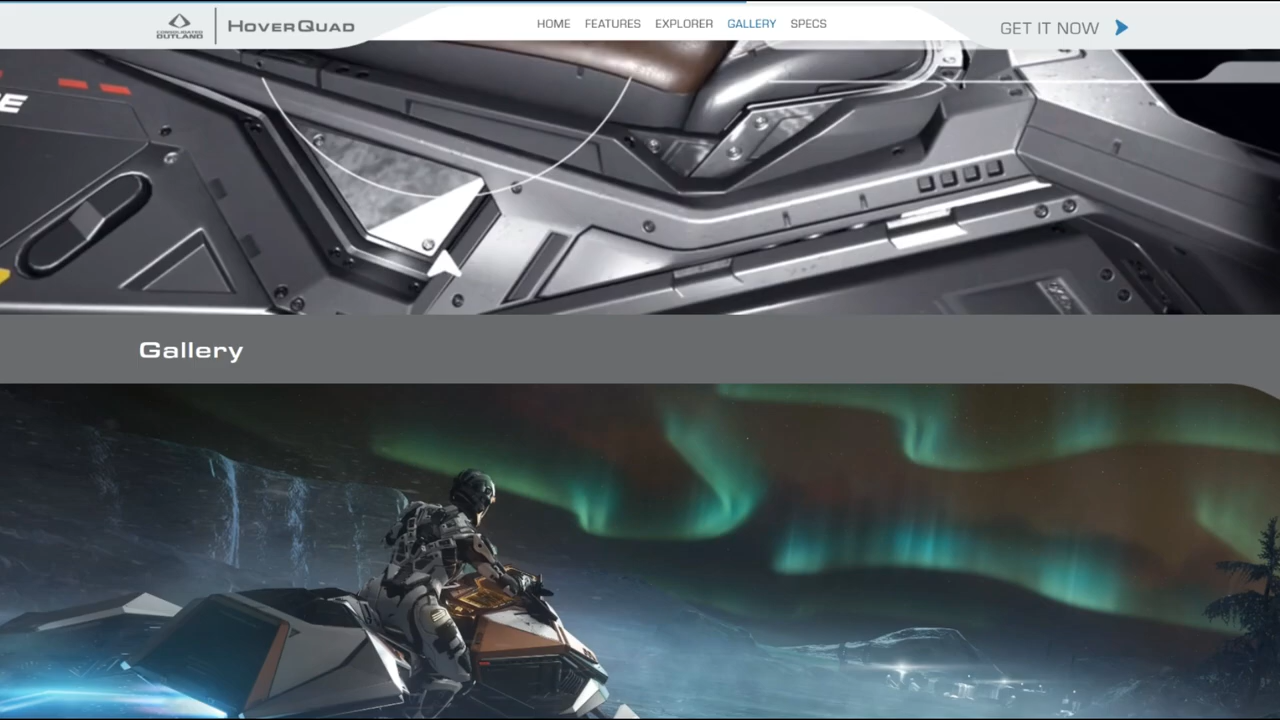 CONSOLIDATED
OUTLAND
HOVERQUAD
HOME FEATURES EXPLORER GALLERY SPECS
GET IT NOW
Gallery